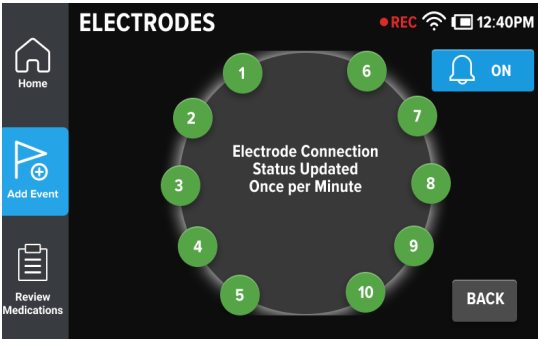 ELECTRODES
REC 12:40PM
Home
ON
1
6
2
7
Electrode Connection
Status Updated
Once per Minute
3
8
Add Event
4
9
5
10
Review
Medications
BACK